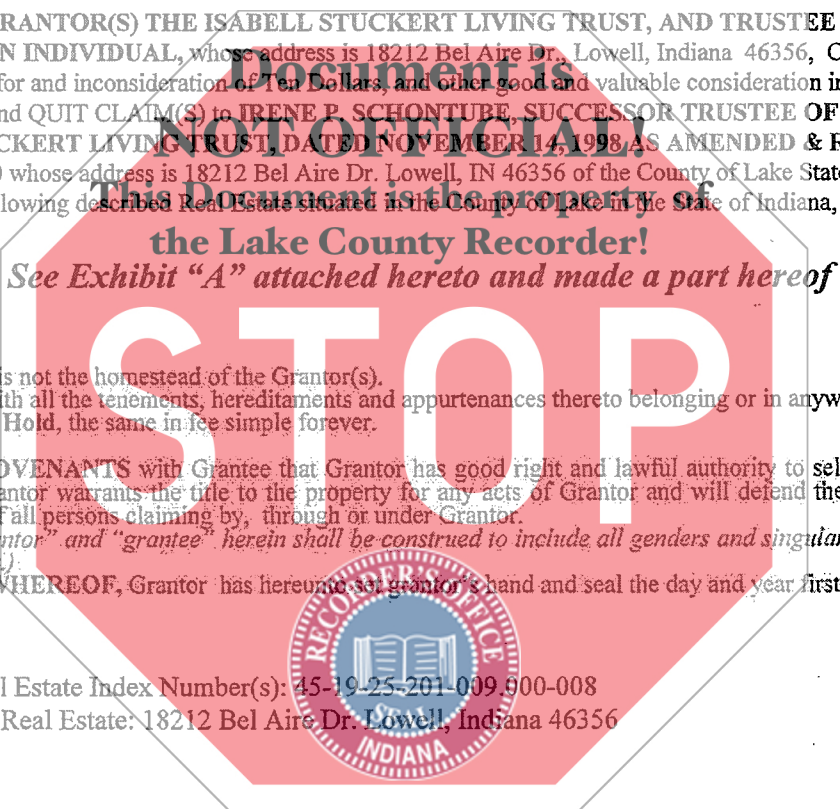 RANTOR(S) THE ISABELL STUCKERT LIVING TRUST, AND TRUSTEE
N INDIVIDUAL, whose address is 18212 Bel Aire Dr., Lowell, Indiana 46356, C
Document is
for and inconsideration of Ten Dollars, and other good and valuable consideration in
nd QUIT CLAIM(S) to IRENE P. SCHONTUBE, SUCCESSOR TRUSTEE OF
NOT OFFICIAL!
CKERT LIVING TRUST, DATED NOVEMBER 14, 1998 AS AMENDED & R
) whose address is 18212 Bel Aire Dr. Lowell, IN 46356 of the County of Lake State
This Document is the property of
lowing described Real Estate situated in the County of Lake in the State of Indiana,
the Lake County Recorder!
See Exhibit “A” attached hereto and made a part hereof
STOP
is not the homestead of the Grantor(s).
ith all the tenements, hereditaments and appurtenances thereto belonging or in anyw
Hold, the same in fee simple forever.
OVENANTS with Grantee that Grantor has good right and lawful authority to sel
antor warrants the title to the property for any acts of Grantor and will defend the
f all persons claiming by, through or under Grantor.
ntor” and “grantee” herein shall be construed to include all genders and singular
WHEREOF, Grantor has hereunto set grantor's hand and seal the day and year first
RECORDER'S OFFICE
l Estate Index Number(s): 45-19-25-201-009.000-008
SEAL
Real Estate: 18212 Bel Aire Dr. Lowell, Indiana 46356
INDIANA